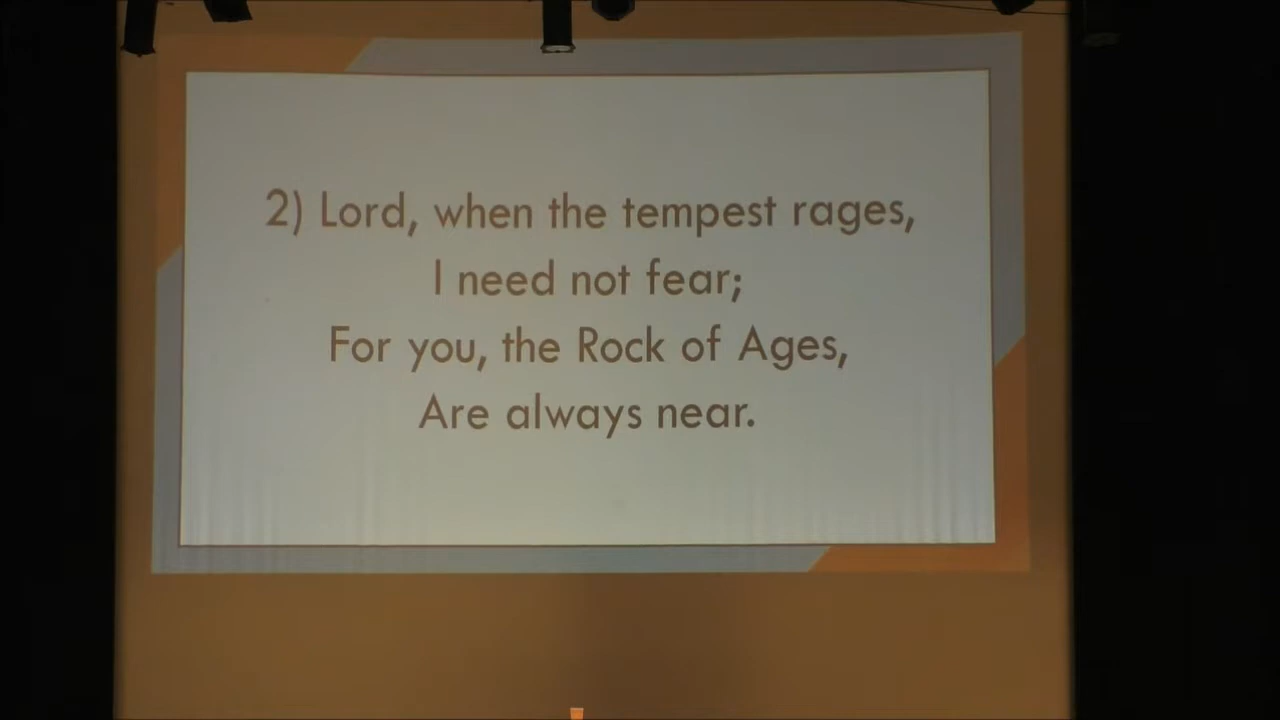 2) Lord, when the tempest rages,
I need not fear;
For you, the Rock of Ages,
Are always near.